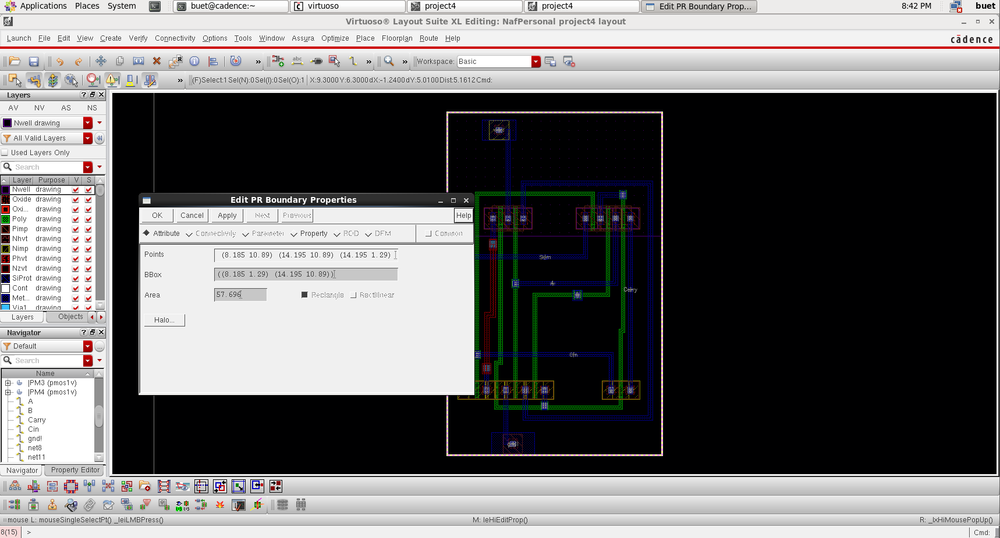 Applications Places System buet@cadence:~ virtuoso project4 project4 Edit PR Boundary Prop... 8:42 PM buet
Virtuoso® Layout Suite XL Editing: NafPersonal project4 layout
Launch File Edit View Create Verify Connectivity Options Tools Window Assura Optimize Place Floorplan Route Help cādence
abc » » » Workspace: Basic
» (F)Select:1 Sel(N):0 Sel(I):0 Sel(O):1 X:9.3000 Y:6.3000 dX:-1.2400 dY:5.0100 Dist:5.1612 Cmd:
Layers
AV NV AS NS
Nwell drawing
All Valid Layers
Used Layers Only
Search
Layer Purpose V S
Nwell drawing
Oxide drawing
Oxi... drawing
Poly drawing
Pimp drawing
Nhvt drawing
Nimp drawing
Phvt drawing
Nzvt drawing
SiProt drawing
Cont drawing
Met... drawing
Via1 drawing
Layers Objects
Navigator
Default
Search
Name
|PM3 (pmos1v)
|PM4 (pmos1v)
A
B
Carry
Cin
gnd!
net8
net11
Navigator Property Editor
Edit PR Boundary Properties
OK Cancel Apply Next Previous Help
Attribute Connectivity Parameter Property ROD DFM Common
Points (8.185 10.89) (14.195 10.89) (14.195 1.29)
BBox ((8.185 1.29) (14.195 10.89))
Area 57.696 Rectangle Rectilinear
Halo...
Carry
Cin
mouse L: mouseSingleSelectPt() _leiLMBPress() M: leHiEditProp() R: _lxHiMousePopUp()
8(15) > Cmd: